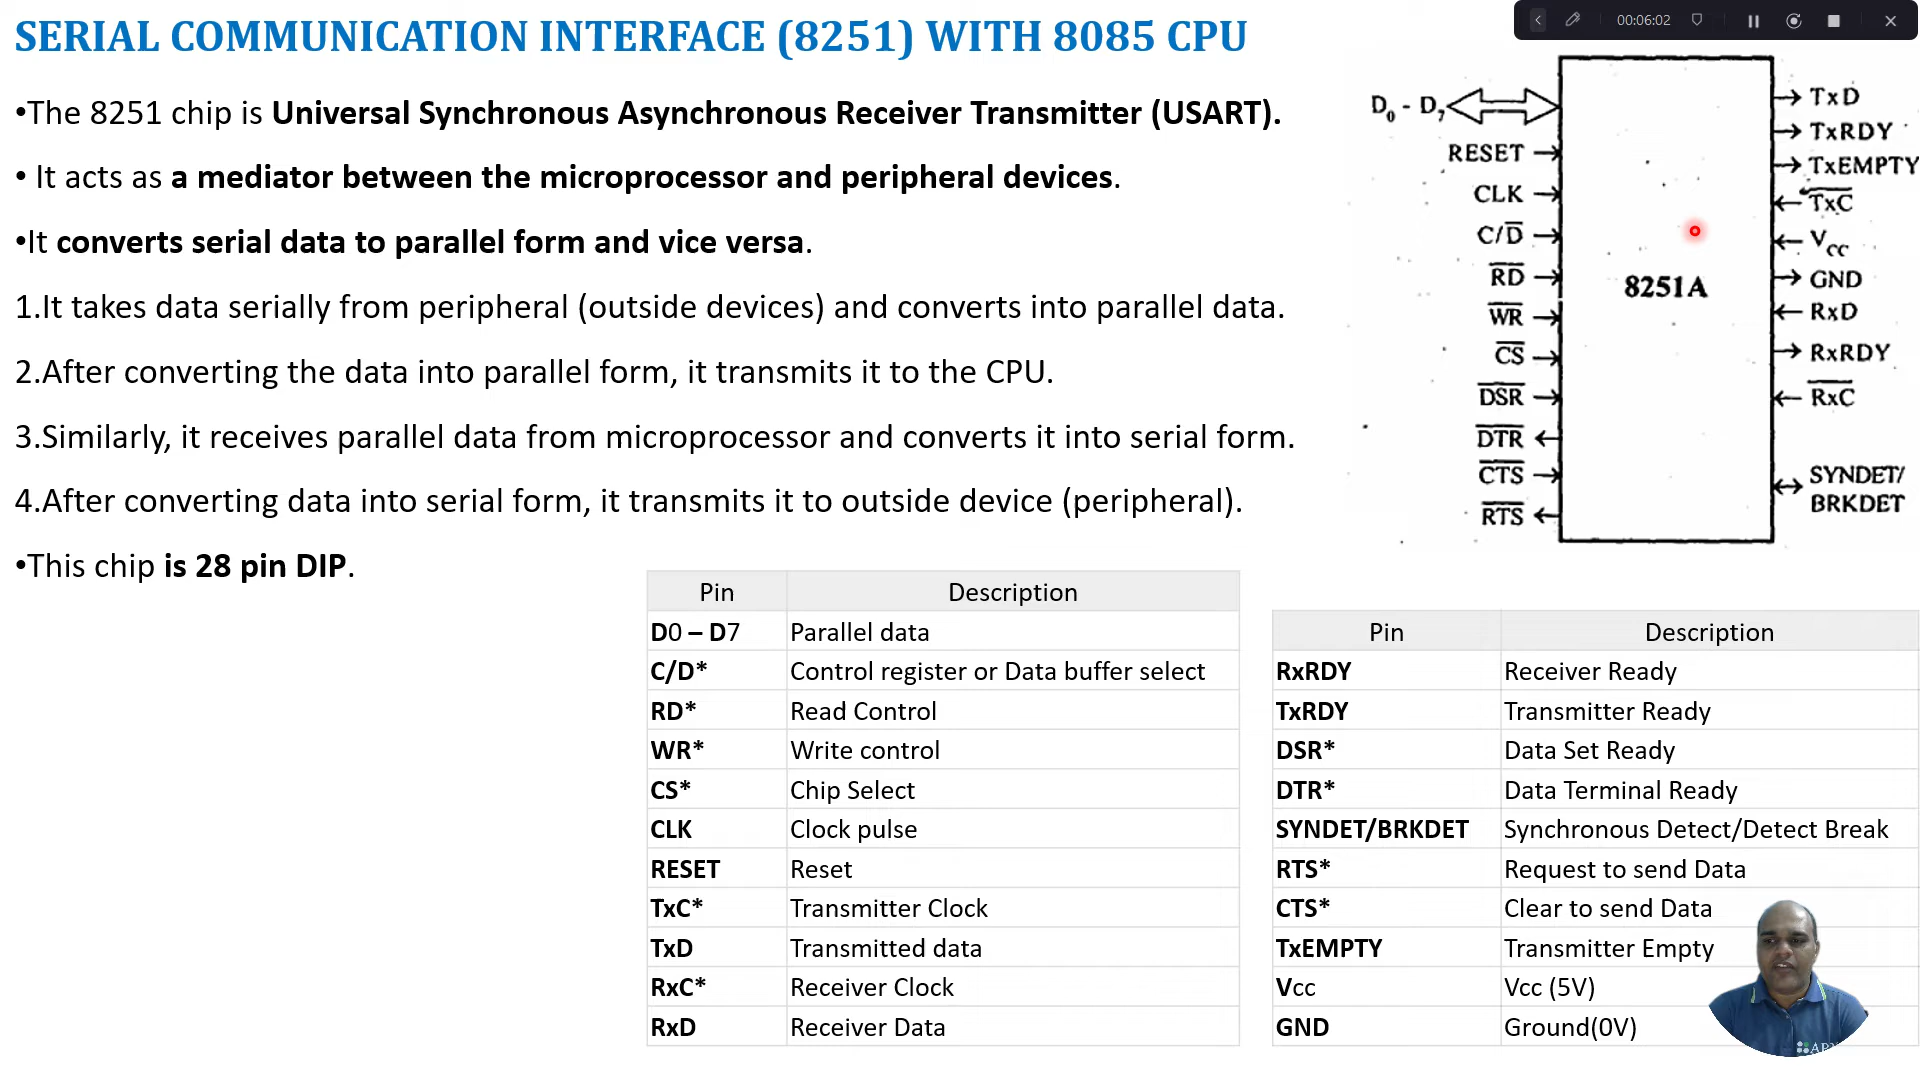 SERIAL COMMUNICATION INTERFACE (8251) WITH 8085 CPU
00:06:02
•The 8251 chip is Universal Synchronous Asynchronous Receiver Transmitter (USART).
• It acts as a mediator between the microprocessor and peripheral devices.
•It converts serial data to parallel form and vice versa.
1.It takes data serially from peripheral (outside devices) and converts into parallel data.
2.After converting the data into parallel form, it transmits it to the CPU.
3.Similarly, it receives parallel data from microprocessor and converts it into serial form.
4.After converting data into serial form, it transmits it to outside device (peripheral).
•This chip is 28 pin DIP.
D0 - D7
RESET
CLK
C/D̅
R̅D̅
W̅R̅
C̅S̅
D̅S̅R̅
D̅T̅R̅
C̅T̅S̅
R̅T̅S̅
8251A
TxD
TxRDY
TxEMPTY
T̅x̅C̅
Vcc
GND
RxD
RxRDY
R̅x̅C̅
SYNDET/
BRKDET
Pin Description
D0 – D7 Parallel data
C/D* Control register or Data buffer select
RD* Read Control
WR* Write control
CS* Chip Select
CLK Clock pulse
RESET Reset
TxC* Transmitter Clock
TxD Transmitted data
RxC* Receiver Clock
RxD Receiver Data
Pin Description
RxRDY Receiver Ready
TxRDY Transmitter Ready
DSR* Data Set Ready
DTR* Data Terminal Ready
SYNDET/BRKDET Synchronous Detect/Detect Break
RTS* Request to send Data
CTS* Clear to send Data
TxEMPTY Transmitter Empty
Vcc Vcc (5V)
GND Ground(0V)